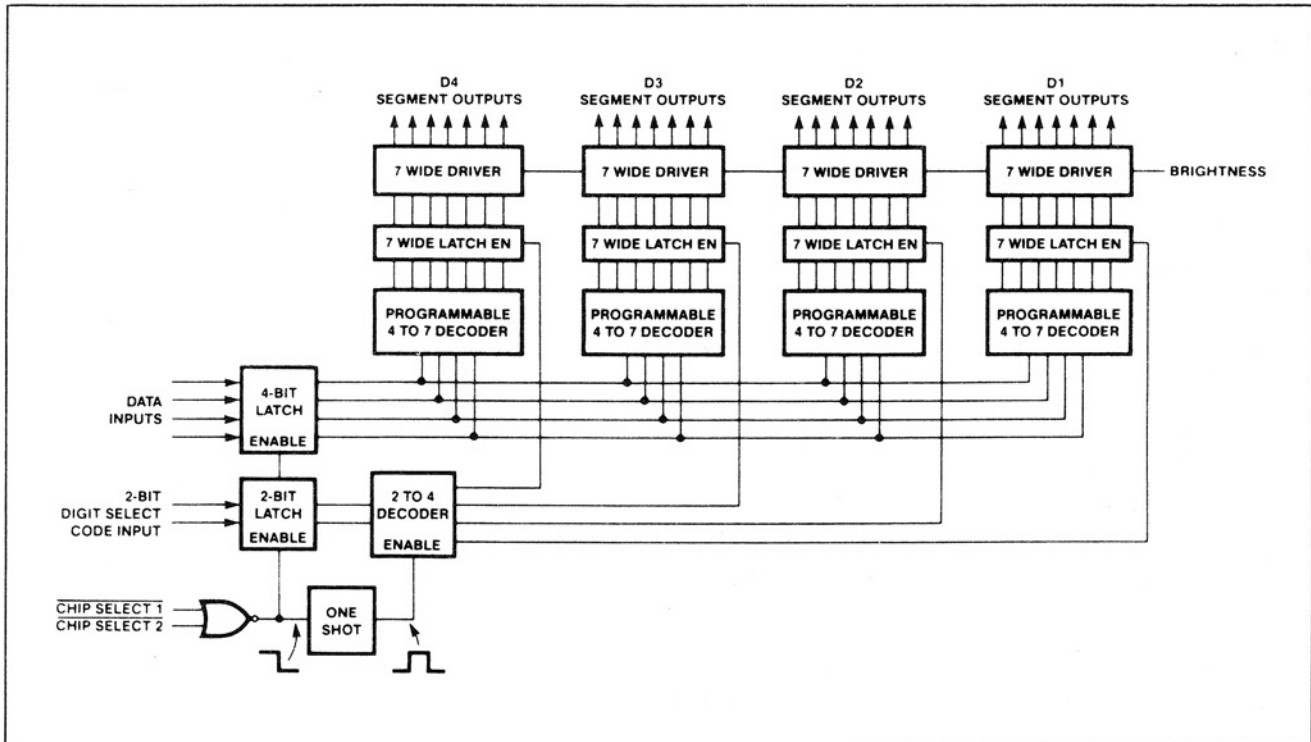 D4
SEGMENT OUTPUTS
D3
SEGMENT OUTPUTS
D2
SEGMENT OUTPUTS
D1
SEGMENT OUTPUTS
7 WIDE DRIVER
7 WIDE DRIVER
7 WIDE DRIVER
7 WIDE DRIVER
BRIGHTNESS
7 WIDE LATCH EN
7 WIDE LATCH EN
7 WIDE LATCH EN
7 WIDE LATCH EN
PROGRAMMABLE
4 TO 7 DECODER
PROGRAMMABLE
4 TO 7 DECODER
PROGRAMMABLE
4 TO 7 DECODER
PROGRAMMABLE
4 TO 7 DECODER
DATA
INPUTS
4-BIT
LATCH
ENABLE
2-BIT
DIGIT SELECT
CODE INPUT
2-BIT
LATCH
ENABLE
2 TO 4
DECODER
ENABLE
CHIP SELECT 1
CHIP SELECT 2
ONE
SHOT